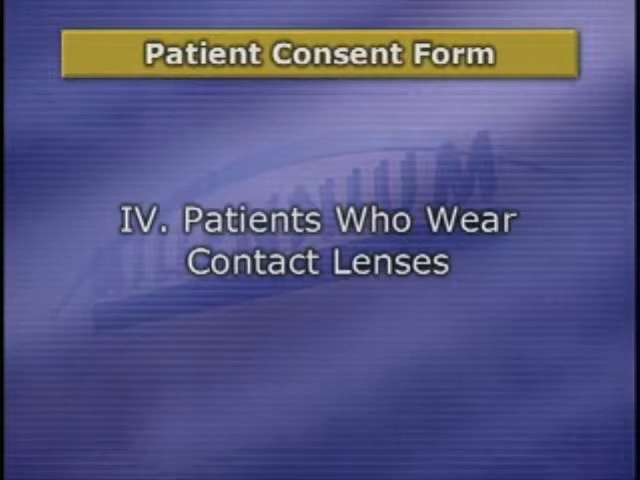 Patient Consent Form
IV. Patients Who Wear
Contact Lenses